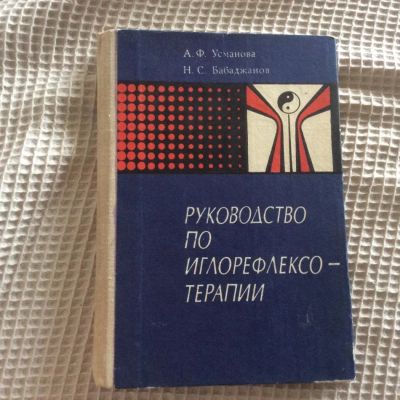 А. Ф. Усманова
Н. С. Бабаджанов
РУКОВОДСТВО
ПО
ИГЛОРЕФЛЕКСО-
ТЕРАПИИ